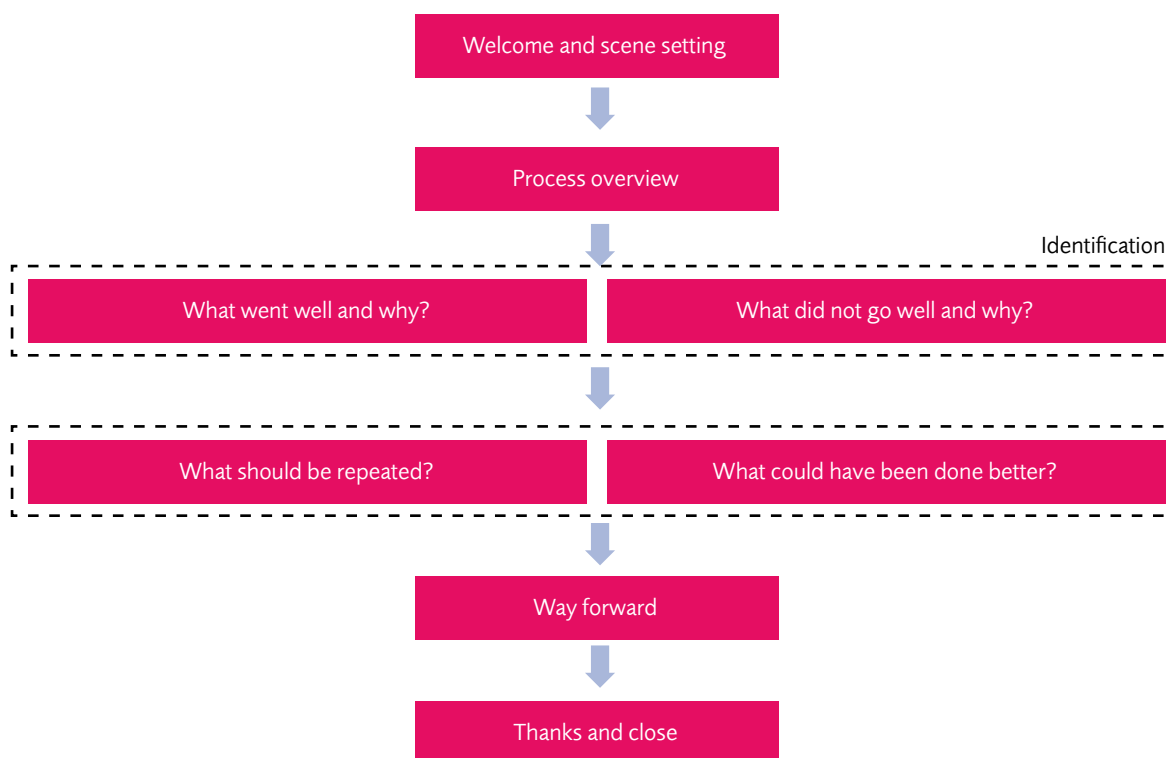 Welcome and scene setting
Process overview
Identification
What went well and why?
What did not go well and why?
What should be repeated?
What could have been done better?
Way forward
Thanks and close